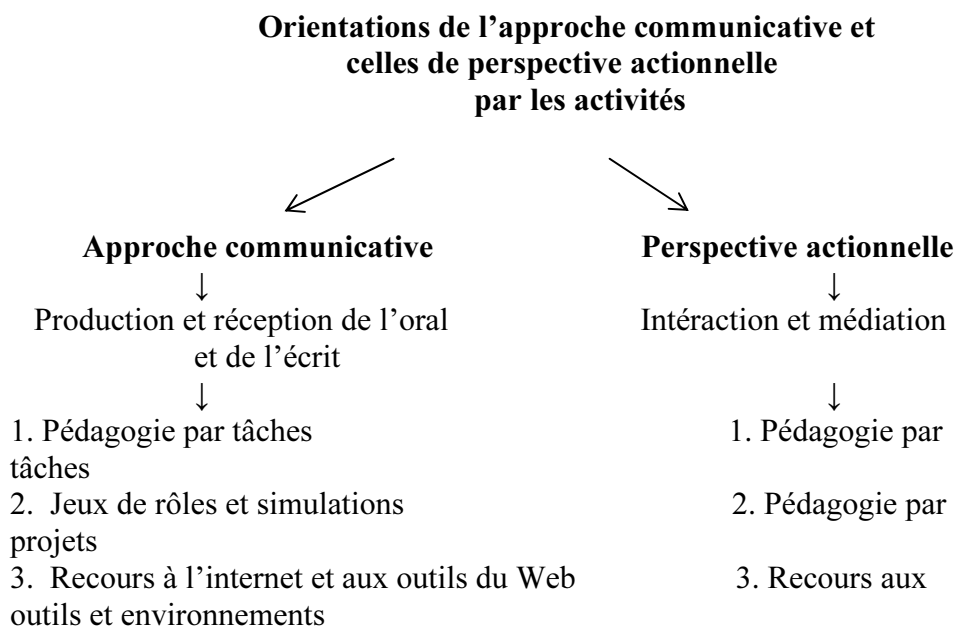 Orientations de l’approche communicative et
celles de perspective actionnelle
par les activités
Approche communicative Perspective actionnelle
↓ ↓
Production et réception de l’oral Intéraction et médiation
et de l’écrit
↓ ↓
1. Pédagogie par tâches 1. Pédagogie par
tâches
2. Jeux de rôles et simulations 2. Pédagogie par
projets
3. Recours à l’internet et aux outils du Web 3. Recours aux
outils et environnements